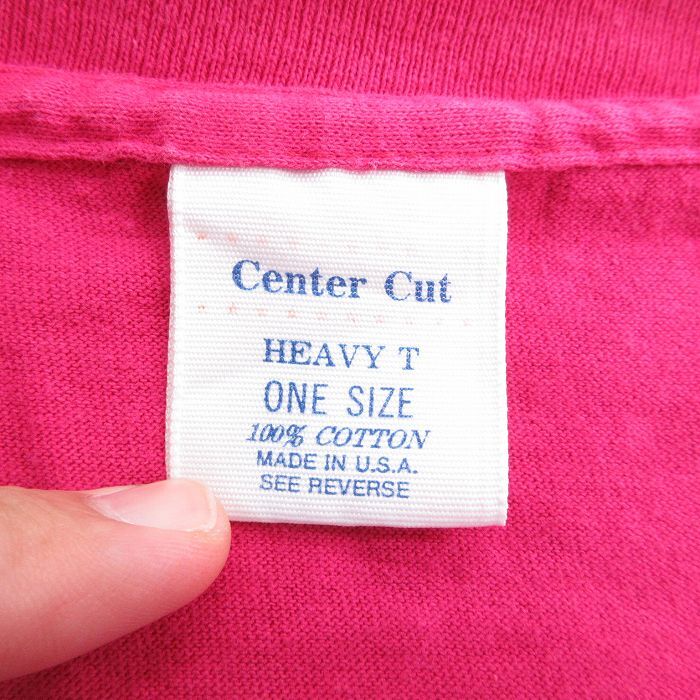 Center Cut
HEAVY T
ONE SIZE
100% COTTON
MADE IN U.S.A.
SEE REVERSE